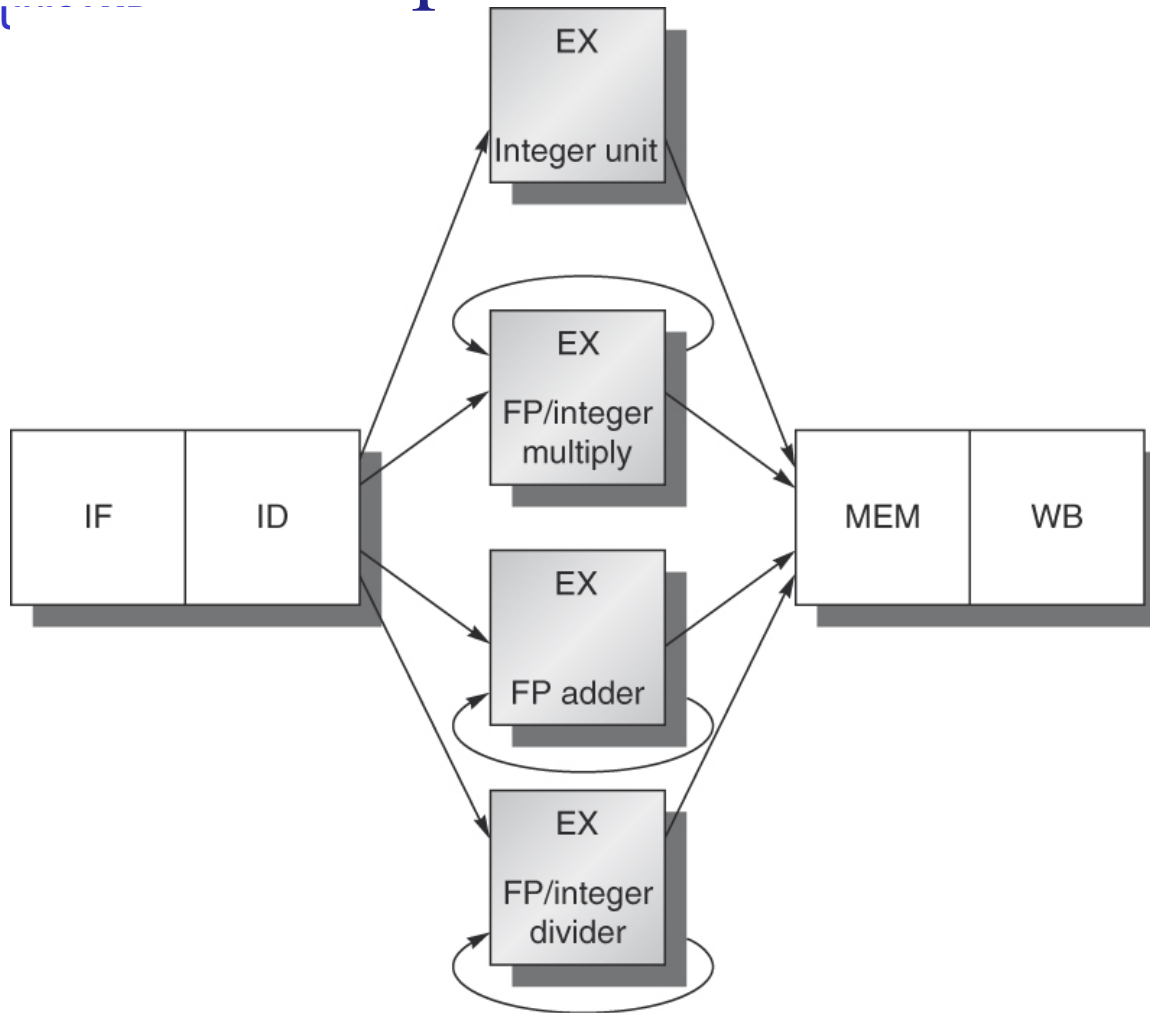 EX
Integer unit
EX
FP/integer
multiply
IF
ID
MEM
WB
EX
FP adder
EX
FP/integer
divider